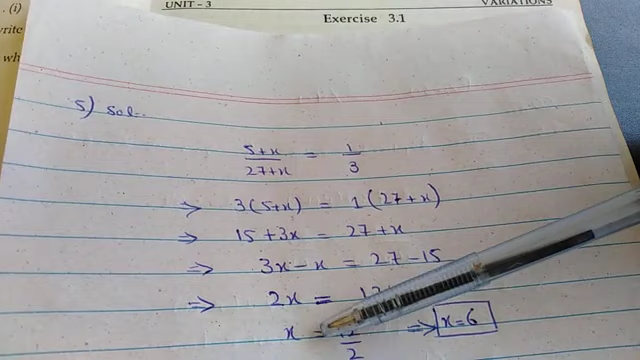 UNIT – 3 VARIATIONS
. (i) Exercise 3.1
write
wh
5) Sol.
5+x/27+x = 1/3
⇒ 3(5+x) = 1(27+x)
⇒ 15+3x = 27+x
⇒ 3x-x = 27-15
⇒ 2x =
x = /2 ⇒ x=6